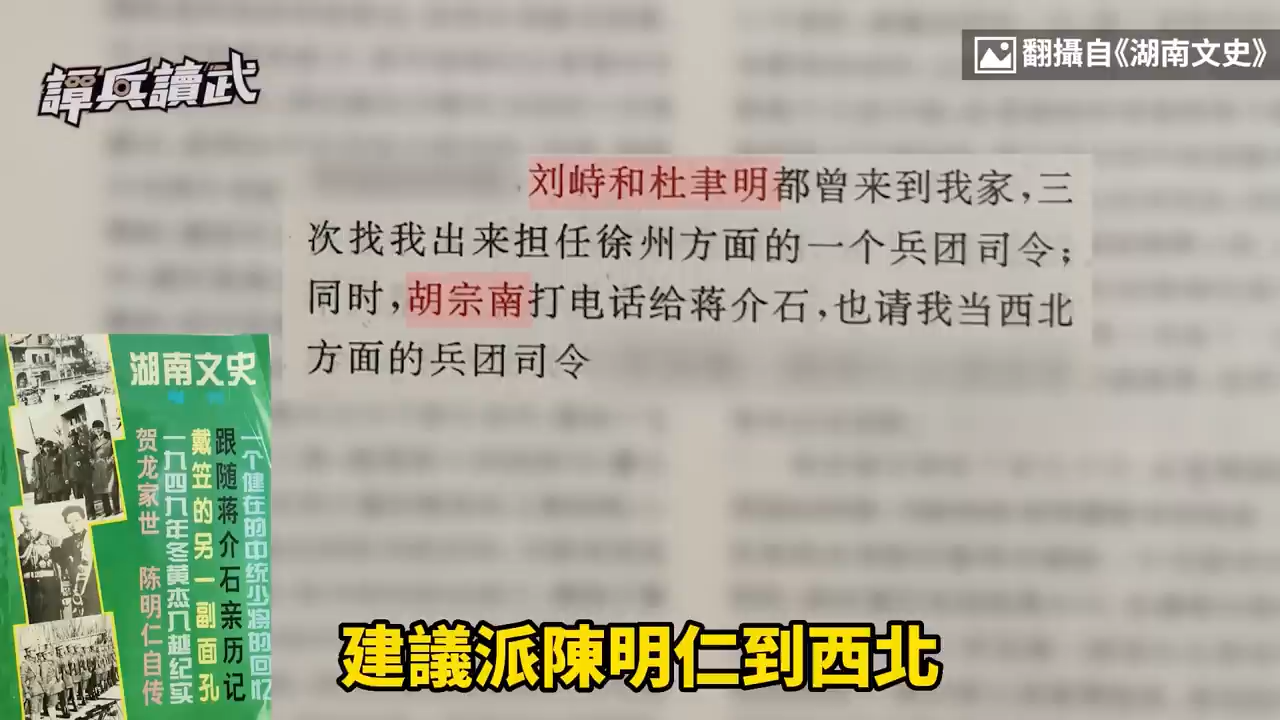 譚兵讀武
翻攝自《湖南文史》
刘峙和杜聿明都曾来到我家,三
次找我出来担任徐州方面的一个兵团司令;
同时,胡宗南打电话给蒋介石,也请我当西北
方面的兵团司令
湖南文史
一个健在的中统少将的回忆
跟随蒋介石亲历记
戴笠的另一副面孔
一九四九年冬黄杰入越纪实
贺龙家世 陈明仁自传
建議派陳明仁到西北